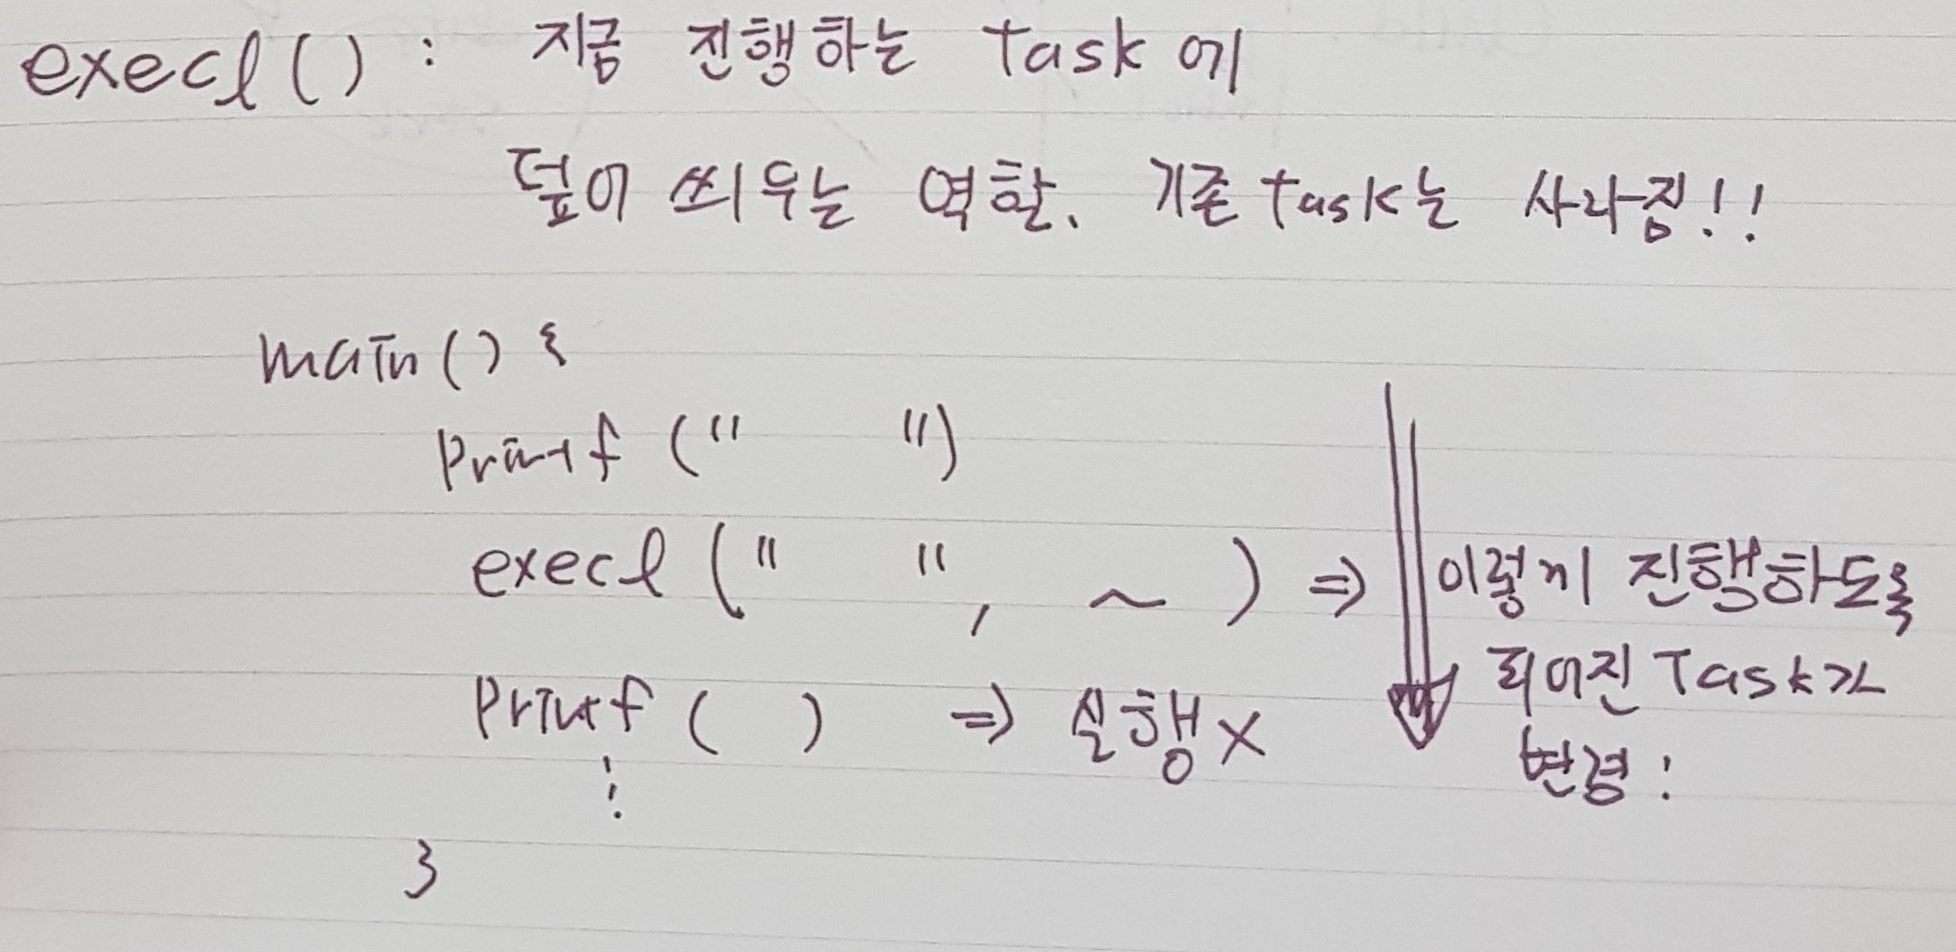 execl() : 지금 진행하는 Task에
덮어 씌우는 역할. 기존 task는 사라짐!!
main() {
printf (" ")
execl (" ", ~ ) ⇒ 이렇게 진행하도록
되어진 Task가
변경!
printf ( ) ⇒ 실행 X
⋮
}